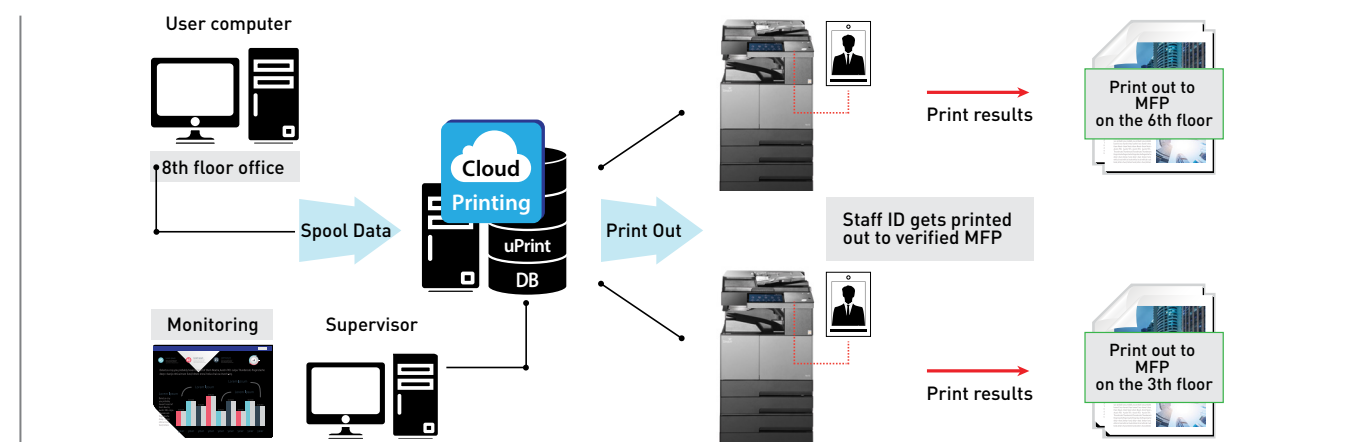 User computer
8th floor office
Spool Data
Cloud
Printing
uPrint
DB
Print Out
Print results
Print out to
MFP
on the 6th floor
Staff ID gets printed
out to verified MFP
Monitoring
Supervisor
Print results
Print out to
MFP
on the 3th floor